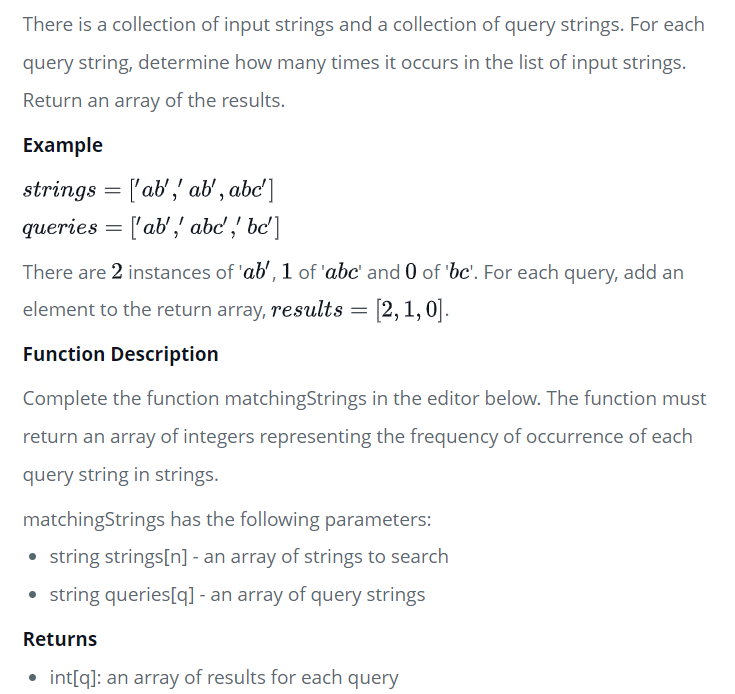 There is a collection of input strings and a collection of query strings. For each
query string, determine how many times it occurs in the list of input strings.
Return an array of the results.
Example
strings = ['ab',' ab', abc']
queries = ['ab',' abc',' bc']
There are 2 instances of 'ab', 1 of 'abc' and 0 of 'bc'. For each query, add an
element to the return array, results = [2, 1, 0].
Function Description
Complete the function matchingStrings in the editor below. The function must
return an array of integers representing the frequency of occurrence of each
query string in strings.
matchingStrings has the following parameters:
• string strings[n] - an array of strings to search
• string queries[q] - an array of query strings
Returns
• int[q]: an array of results for each query